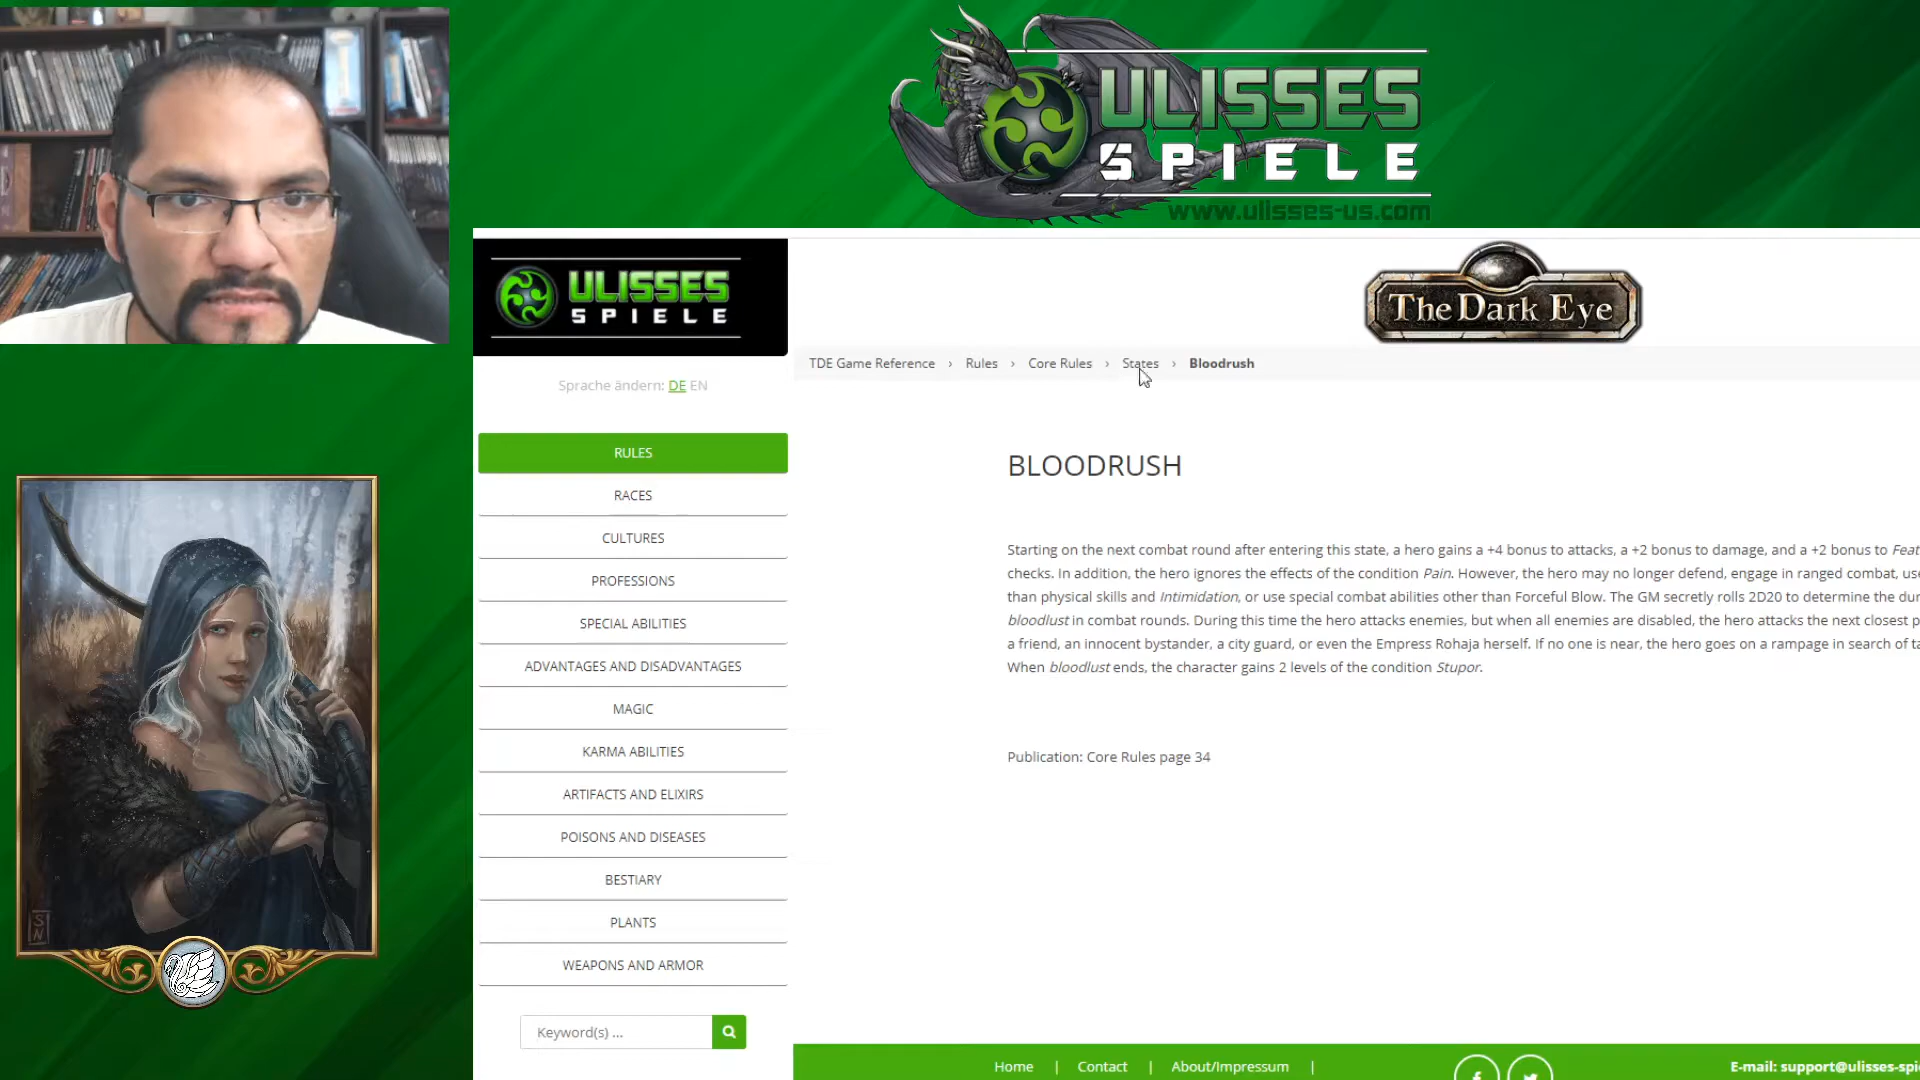 ULISSES
SPIELE
www.ulisses-us.com
ULISSES
SPIELE
The Dark Eye
TDE Game Reference › Rules › Core Rules › States › Bloodrush
Sprache ändern: DE EN
RULES
RACES
CULTURES
PROFESSIONS
SPECIAL ABILITIES
ADVANTAGES AND DISADVANTAGES
MAGIC
KARMA ABILITIES
ARTIFACTS AND ELIXIRS
POISONS AND DISEASES
BESTIARY
PLANTS
WEAPONS AND ARMOR
Keyword(s) ...
BLOODRUSH
Starting on the next combat round after entering this state, a hero gains a +4 bonus to attacks, a +2 bonus to damage, and a +2 bonus to Feat
checks. In addition, the hero ignores the effects of the condition Pain. However, the hero may no longer defend, engage in ranged combat, use
than physical skills and Intimidation, or use special combat abilities other than Forceful Blow. The GM secretly rolls 2D20 to determine the dur
bloodlust in combat rounds. During this time the hero attacks enemies, but when all enemies are disabled, the hero attacks the next closest p
a friend, an innocent bystander, a city guard, or even the Empress Rohaja herself. If no one is near, the hero goes on a rampage in search of ta
When bloodlust ends, the character gains 2 levels of the condition Stupor.
Publication: Core Rules page 34
Home | Contact | About/Impressum |
E-mail: support@ulisses-spi
SN